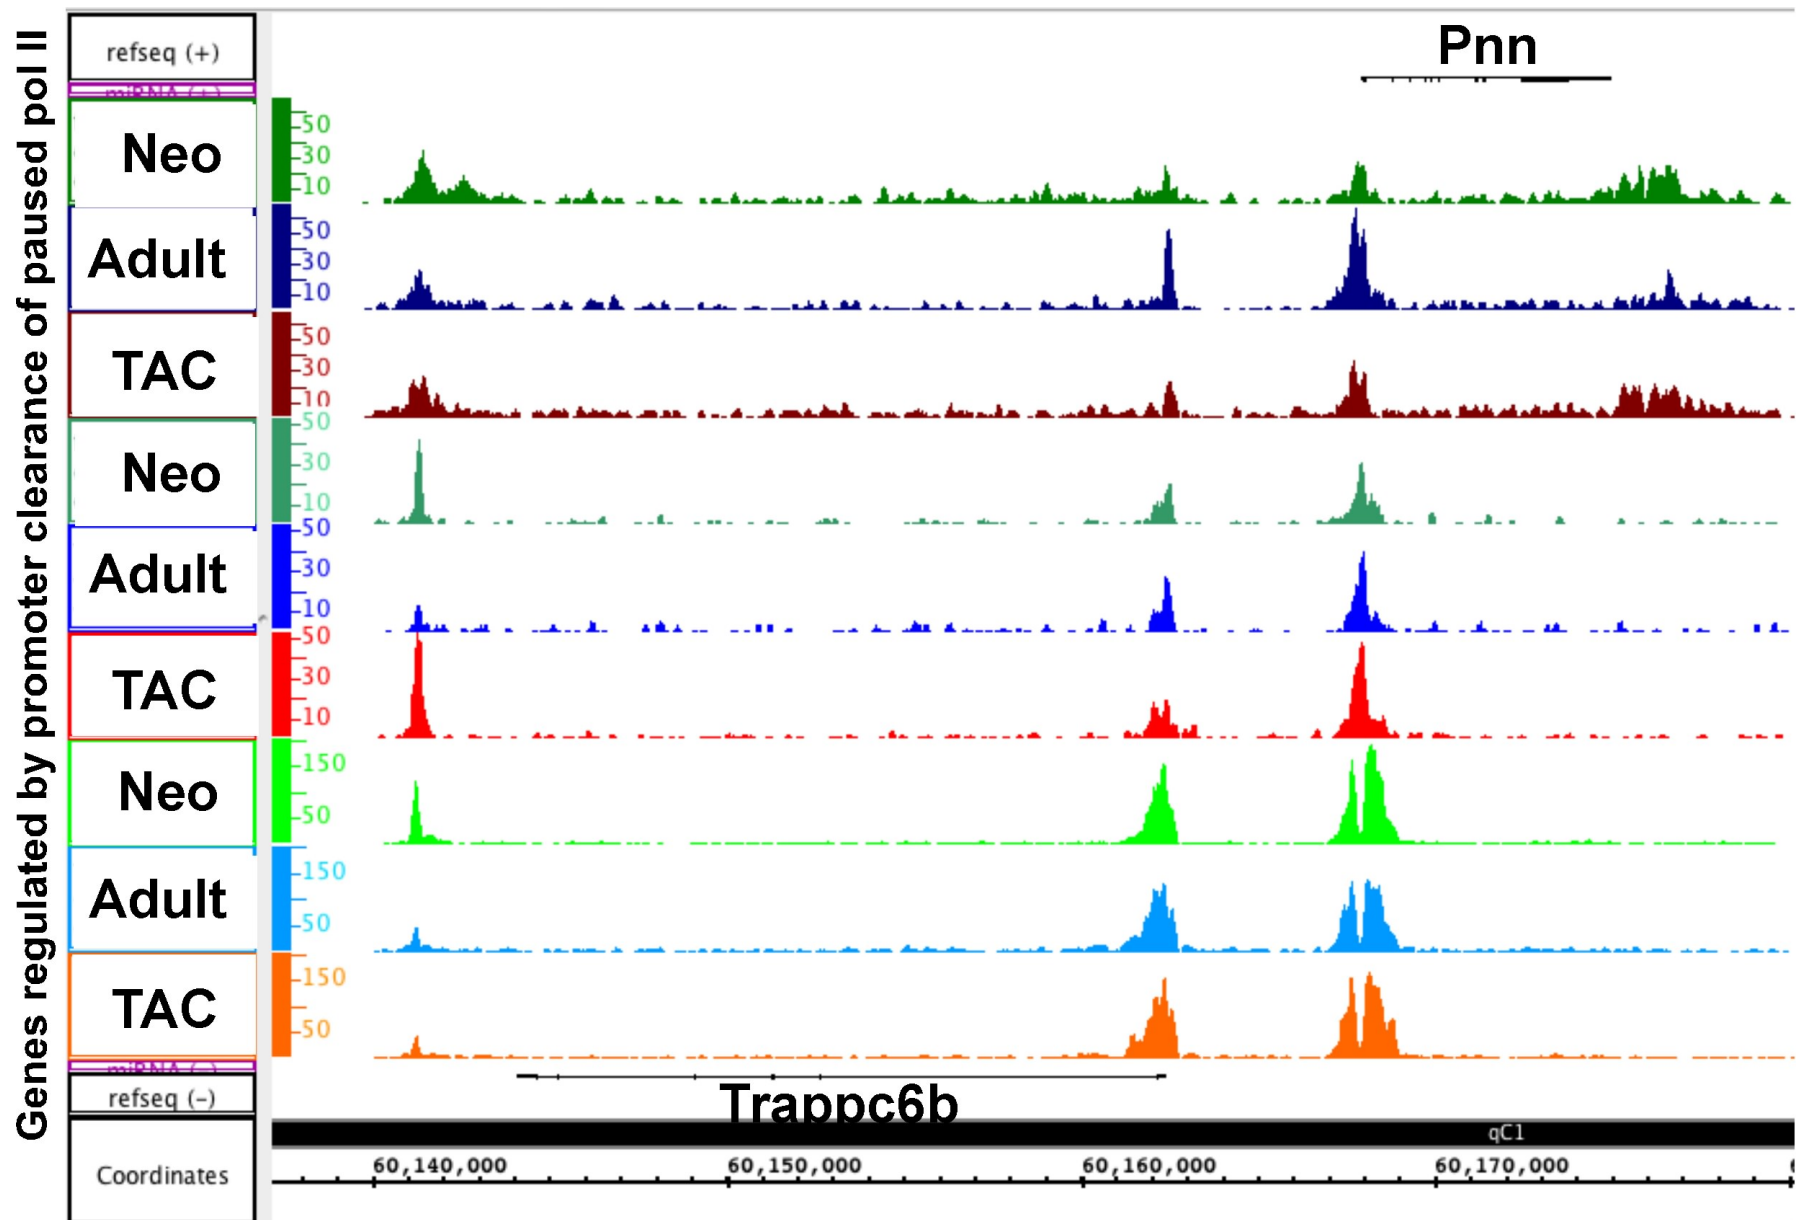 Genes regulated by promoter clearance of paused pol II
refseq (+)
Pnn
miRNA (+)
Neo
50
30
10
Adult
50
30
10
TAC
50
30
10
Neo
50
30
10
Adult
50
30
10
TAC
50
30
10
Neo
150
50
Adult
150
50
TAC
150
50
miRNA (-)
refseq (-)
Trappc6b
qC1
Coordinates
60,140,000 60,150,000 60,160,000 60,170,000